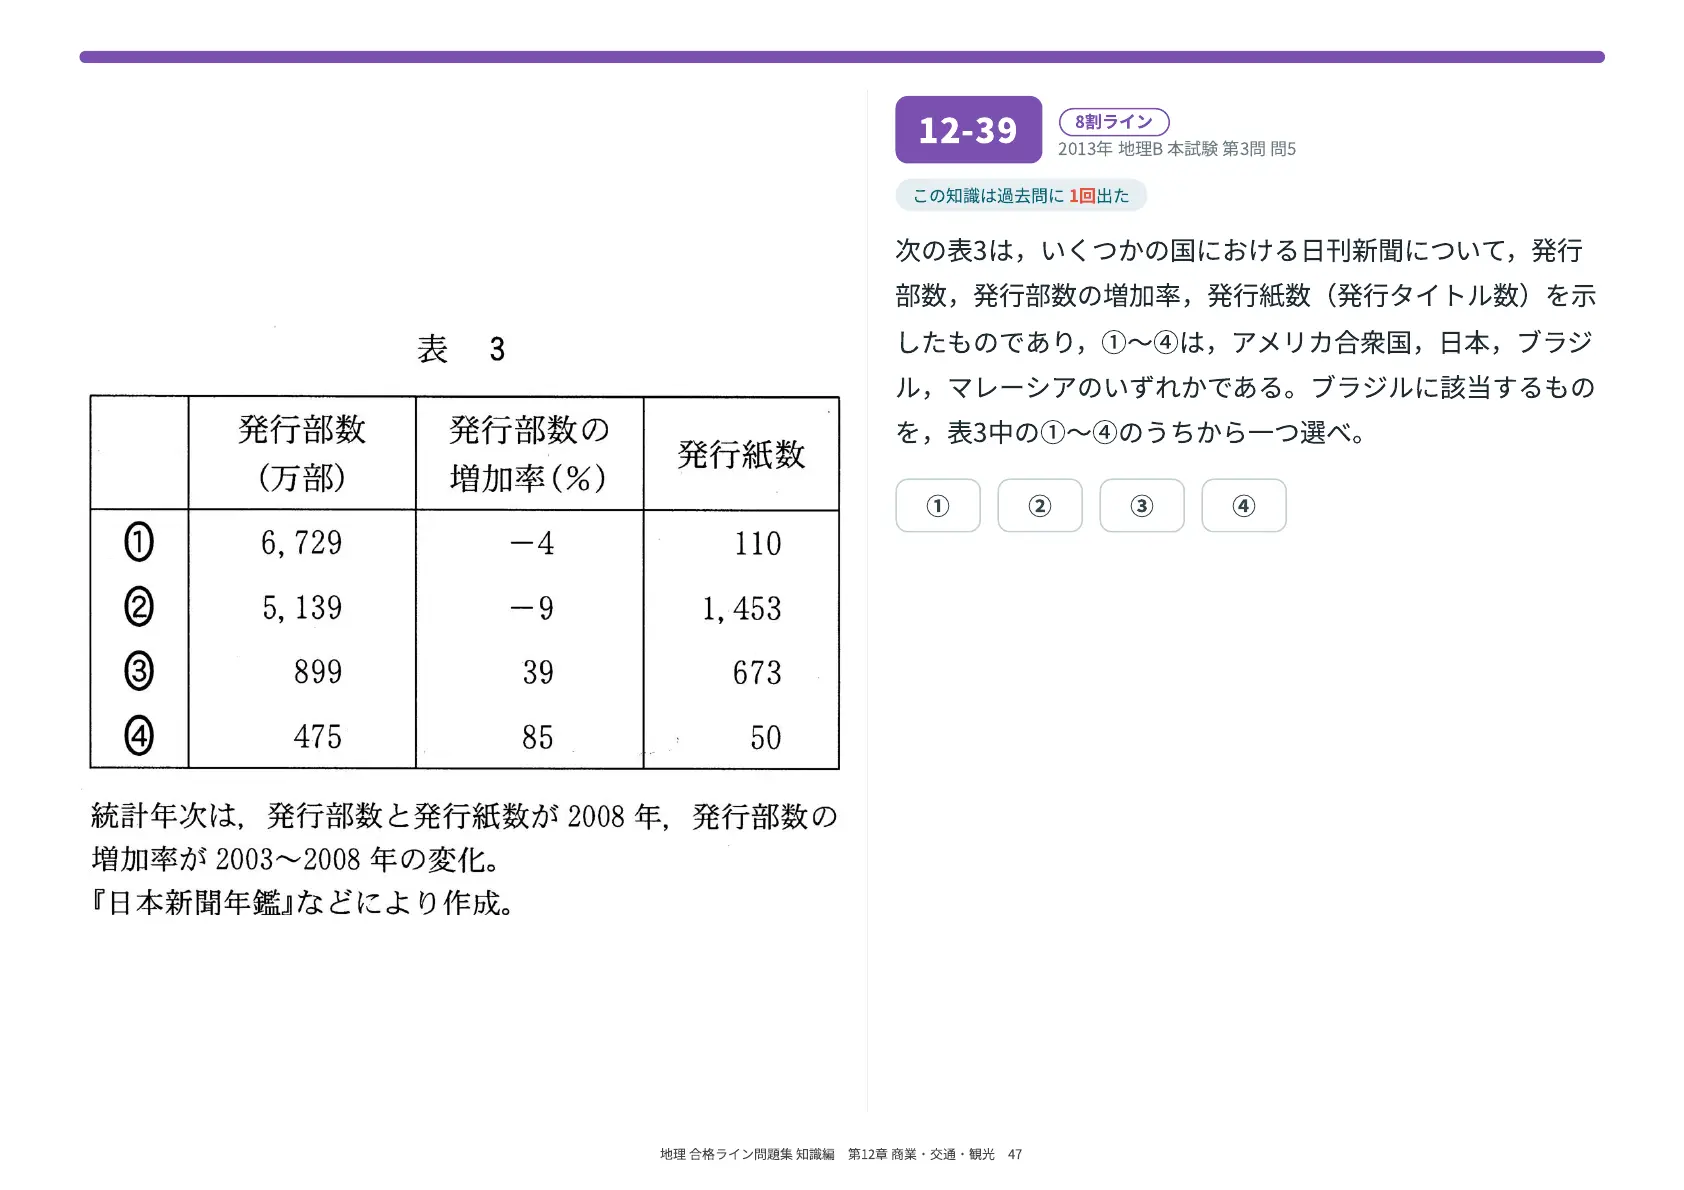 表 3
発行部数(万部) 発行部数の増加率(%) 発行紙数
① 6,729 −4 110
② 5,139 −9 1,453
③ 899 39 673
④ 475 85 50
統計年次は，発行部数と発行紙数が 2008 年，発行部数の
増加率が 2003～2008 年の変化。
『日本新聞年鑑』などにより作成。
12-39
8割ライン
2013年 地理B 本試験 第3問 問5
この知識は過去問に 1回出た
次の表3は，いくつかの国における日刊新聞について，発行
部数，発行部数の増加率，発行紙数（発行タイトル数）を示
したものであり，①～④は，アメリカ合衆国，日本，ブラジ
ル，マレーシアのいずれかである。ブラジルに該当するもの
を，表3中の①～④のうちから一つ選べ。
① ② ③ ④
地理 合格ライン問題集 知識編 第12章 商業・交通・観光 47